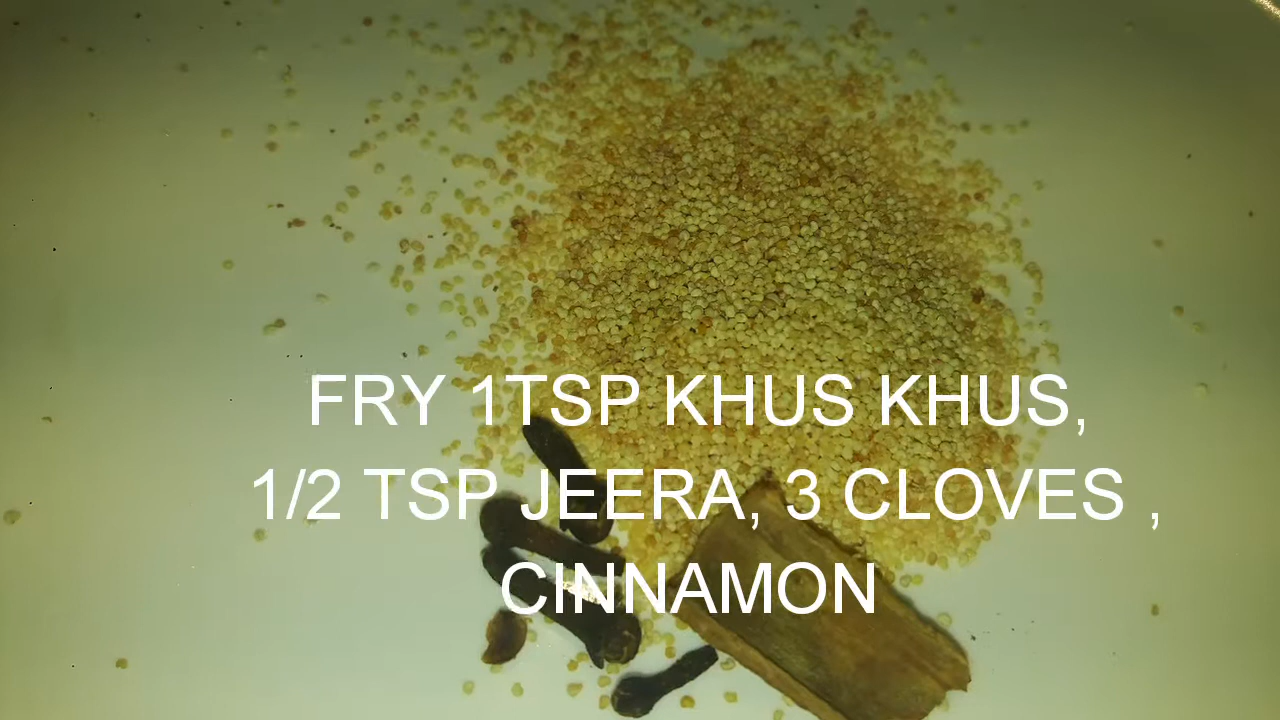 FRY 1TSP KHUS KHUS,
1/2 TSP JEERA, 3 CLOVES ,
CINNAMON